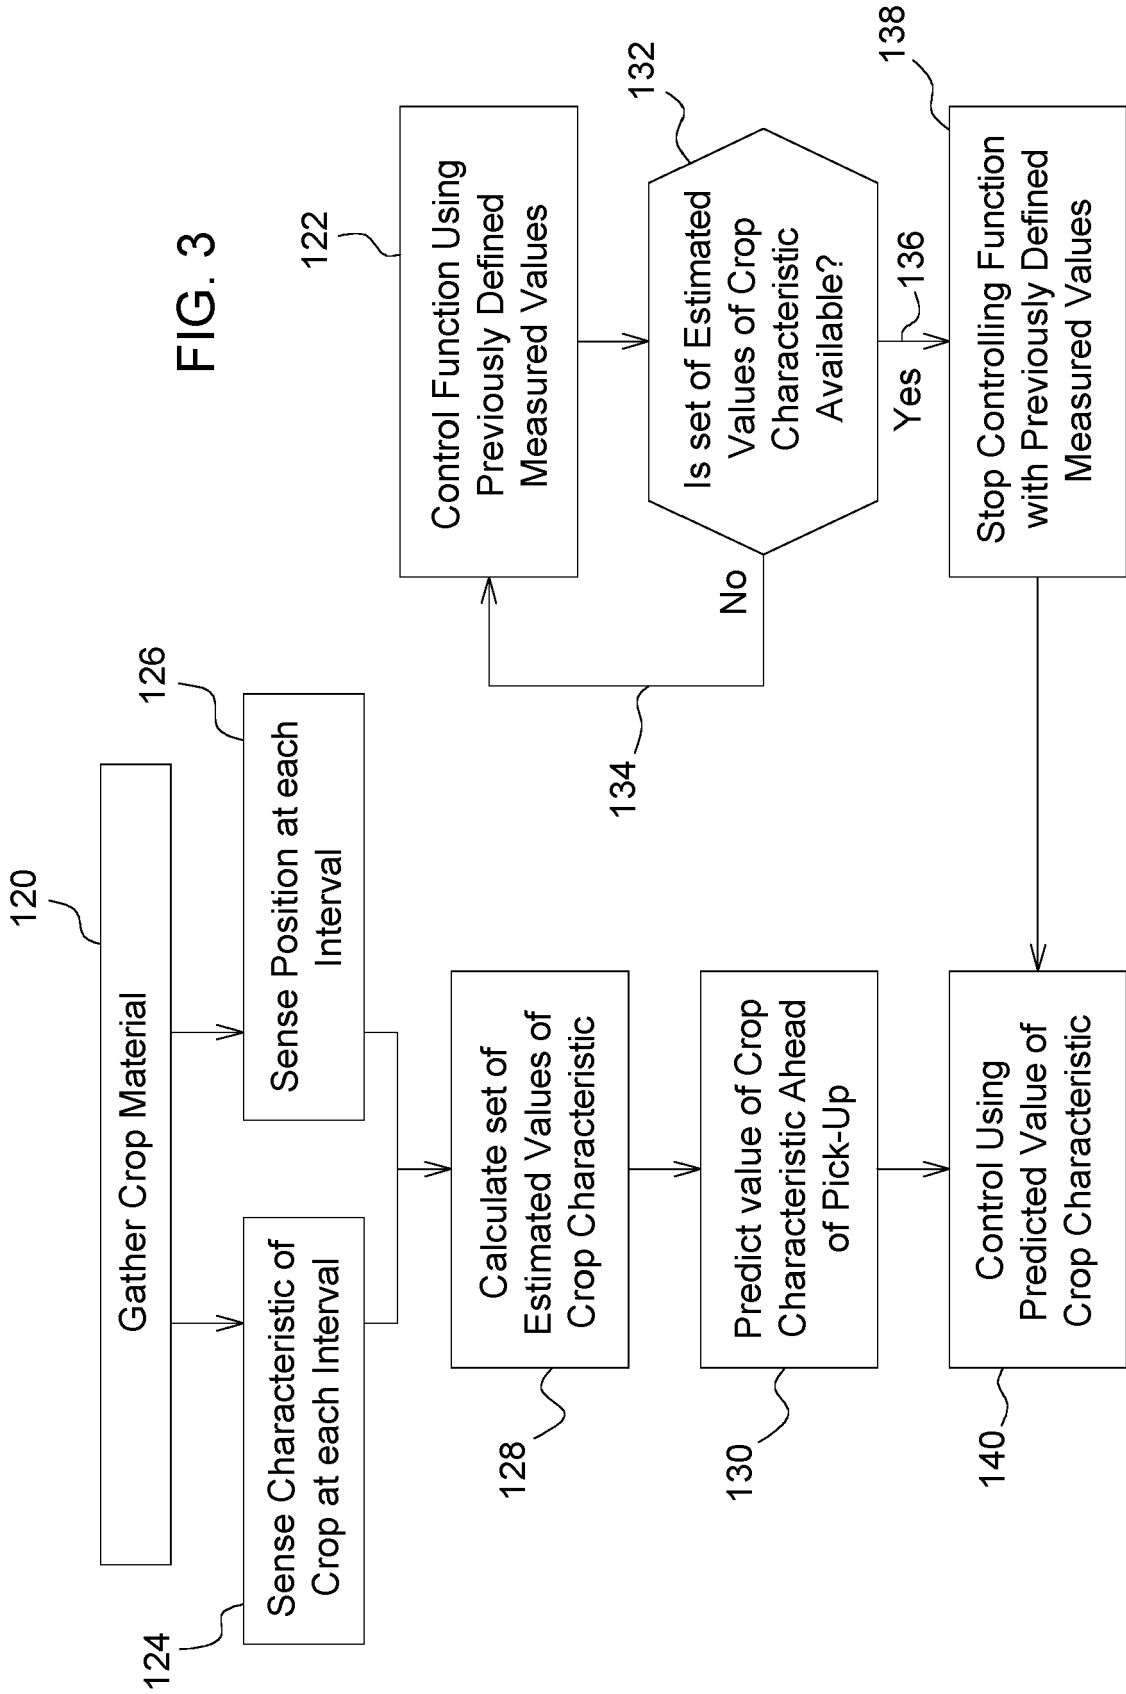 FIG. 3
120
Gather Crop Material
124
Sense Characteristic of
Crop at each Interval
126
Sense Position at each
Interval
128
Calculate set of
Estimated Values of
Crop Characteristic
130
Predict value of Crop
Characteristic Ahead
of Pick-Up
140
Control Using
Predicted Value of
Crop Characteristic
122
Control Function Using
Previously Defined
Measured Values
132
Is set of Estimated
Values of Crop
Characteristic
Available?
No
134
Yes
136
138
Stop Controlling Function
with Previously Defined
Measured Values